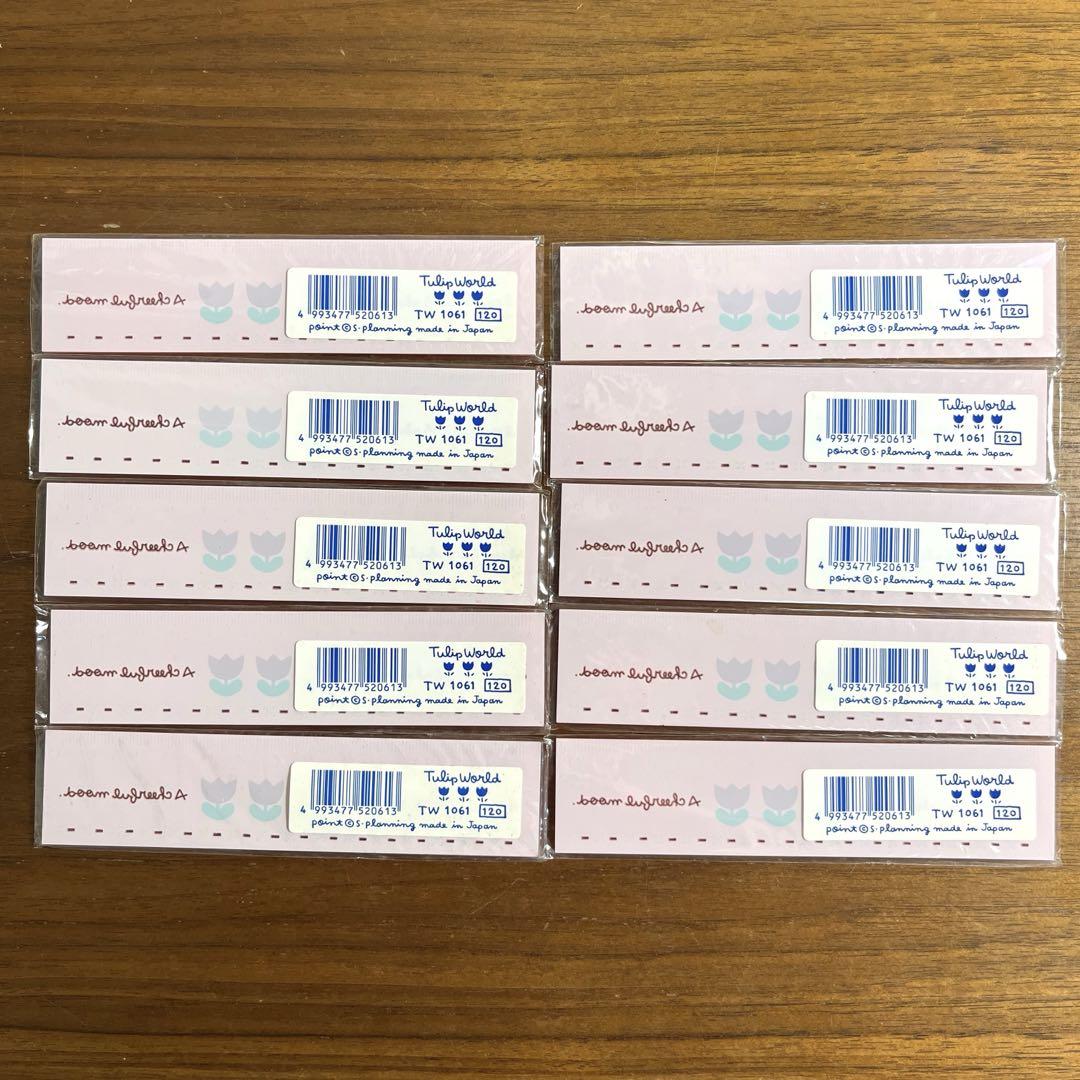 A cheerful mood.
Tulip World
4 993477 520613
TW 1061 120
point © S·planning made in Japan
A cheerful mood.
Tulip World
4 993477 520613
TW 1061 120
point © S·planning made in Japan
A cheerful mood.
Tulip World
4 993477 520613
TW 1061 120
point © S·planning made in Japan
A cheerful mood.
Tulip World
4 993477 520613
TW 1061 120
point © S·planning made in Japan
A cheerful mood.
Tulip World
4 993477 520613
TW 1061 120
point © S·planning made in Japan
A cheerful mood.
Tulip World
4 993477 520613
TW 1061 120
point © S·planning made in Japan
A cheerful mood.
Tulip World
4 993477 520613
TW 1061 120
point © S·planning made in Japan
A cheerful mood.
Tulip World
4 993477 520613
TW 1061 120
point © S·planning made in Japan
A cheerful mood.
Tulip World
4 993477 520613
TW 1061 120
point © S·planning made in Japan
A cheerful mood.
Tulip World
4 993477 520613
TW 1061 120
point © S·planning made in Japan